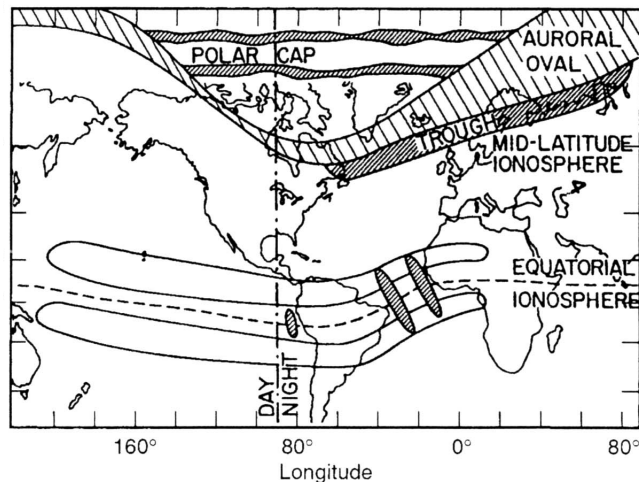 POLAR CAP
AURORAL
OVAL
TROUGH
MID-LATITUDE
IONOSPHERE
EQUATORIAL
IONOSPHERE
DAY
NIGHT
160° 80° 0° 80°
Longitude